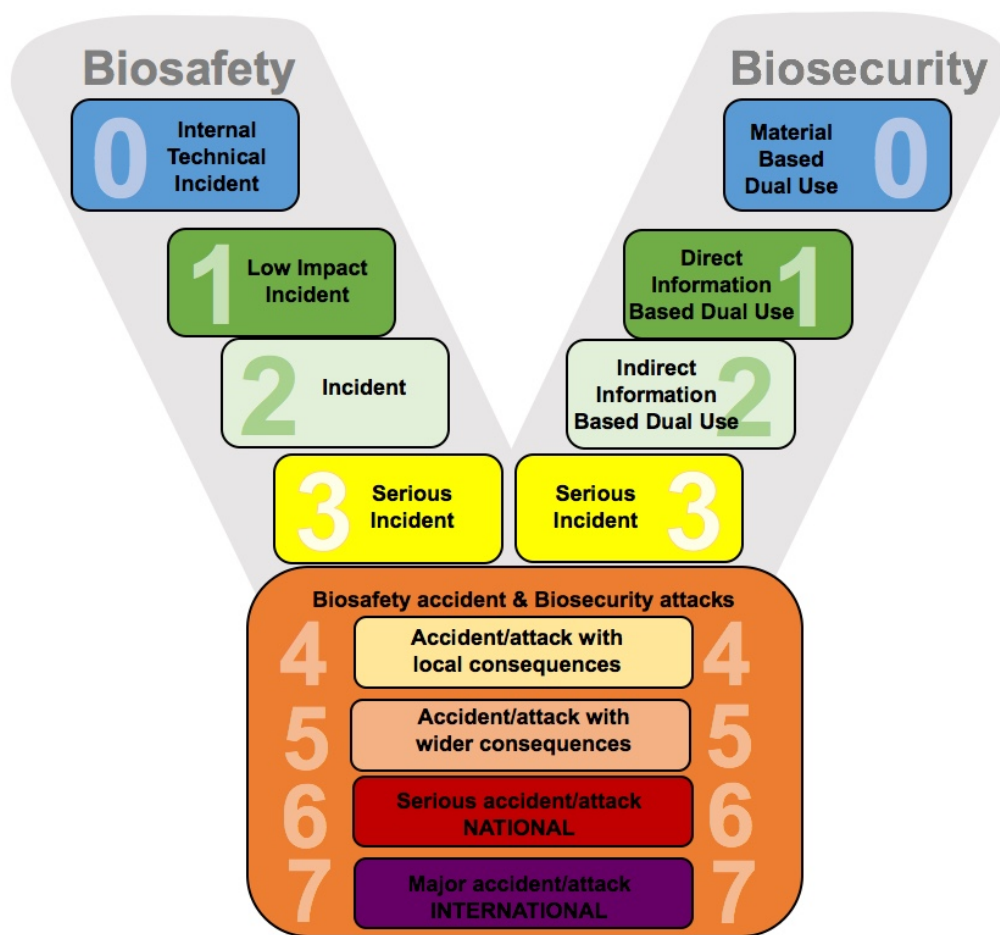 Biosafety
Biosecurity
0
Internal
Technical
Incident
Material
Based
Dual Use
0
1
Low Impact
Incident
Direct
Information
Based Dual Use
1
2
Incident
Indirect
Information
Based Dual Use
2
3
Serious
Incident
Serious
Incident
3
Biosafety accident & Biosecurity attacks
4
Accident/attack with
local consequences
4
5
Accident/attack with
wider consequences
5
6
Serious accident/attack
NATIONAL
6
7
Major accident/attack
INTERNATIONAL
7